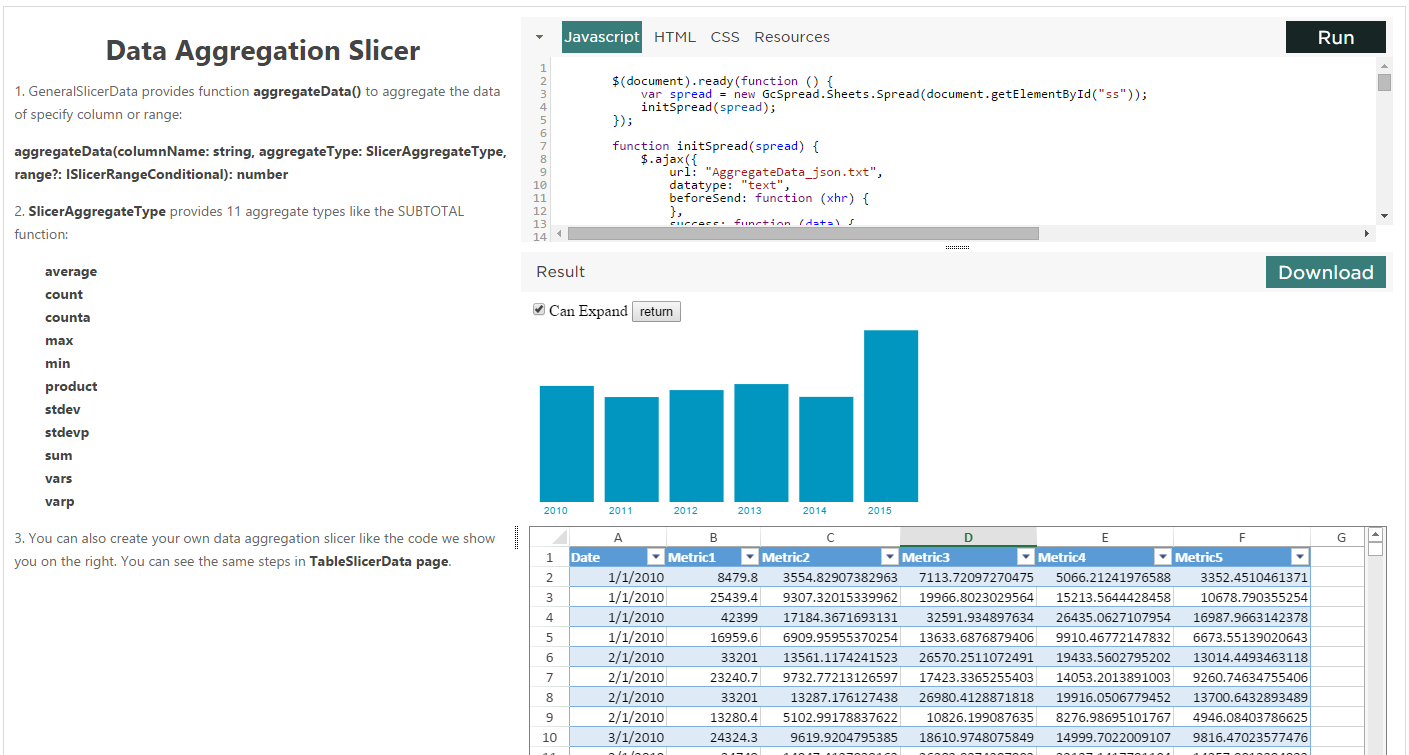 Data Aggregation Slicer
1. GeneralSlicerData provides function aggregateData() to aggregate the data
of specify column or range:
aggregateData(columnName: string, aggregateType: SlicerAggregateType,
range?: ISlicerRangeConditional): number
2. SlicerAggregateType provides 11 aggregate types like the SUBTOTAL
function:
average
count
counta
max
min
product
stdev
stdevp
sum
vars
varp
3. You can also create your own data aggregation slicer like the code we show
you on the right. You can see the same steps in TableSlicerData page.
Javascript HTML CSS Resources Run
1
2 $(document).ready(function () {
3 var spread = new GcSpread.Sheets.Spread(document.getElementById("ss"));
4 initSpread(spread);
5 });
6
7 function initSpread(spread) {
8 $.ajax({
9 url: "AggregateData_json.txt",
10 datatype: "text",
11 beforeSend: function (xhr) {
12 },
13 success: function (data) {
14
Result Download
Can Expand return
2010 2011 2012 2013 2014 2015
A B C D E F G
1 Date Metric1 Metric2 Metric3 Metric4 Metric5
2 1/1/2010 8479.8 3554.82907382963 7113.72097270475 5066.21241976588 3352.4510461371
3 1/1/2010 25439.4 9307.32015339962 19966.8023029564 15213.5644428458 10678.790355254
4 1/1/2010 42399 17184.3671693131 32591.934897634 26435.0627107954 16987.9663142378
5 1/1/2010 16959.6 6909.95955370254 13633.6876879406 9910.46772147832 6673.55139020643
6 2/1/2010 33201 13561.1174241523 26570.2511072491 19433.5602795202 13014.4493463118
7 2/1/2010 23240.7 9732.77213126597 17423.3365255403 14053.2013891003 9260.74634755406
8 2/1/2010 33201 13287.176127438 26980.4128871818 19916.0506779452 13700.6432893489
9 2/1/2010 13280.4 5102.99178837622 10826.199087635 8276.98695101767 4946.08403786625
10 3/1/2010 24324.3 9619.9204795385 18610.9748075849 14999.7022009107 9816.47023577476